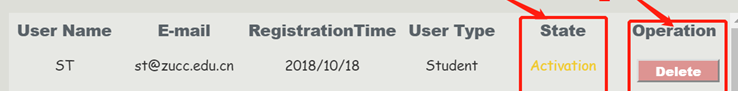 User Name E-mail RegistrationTime User Type State Operation
ST st@zucc.edu.cn 2018/10/18 Student Activation Delete